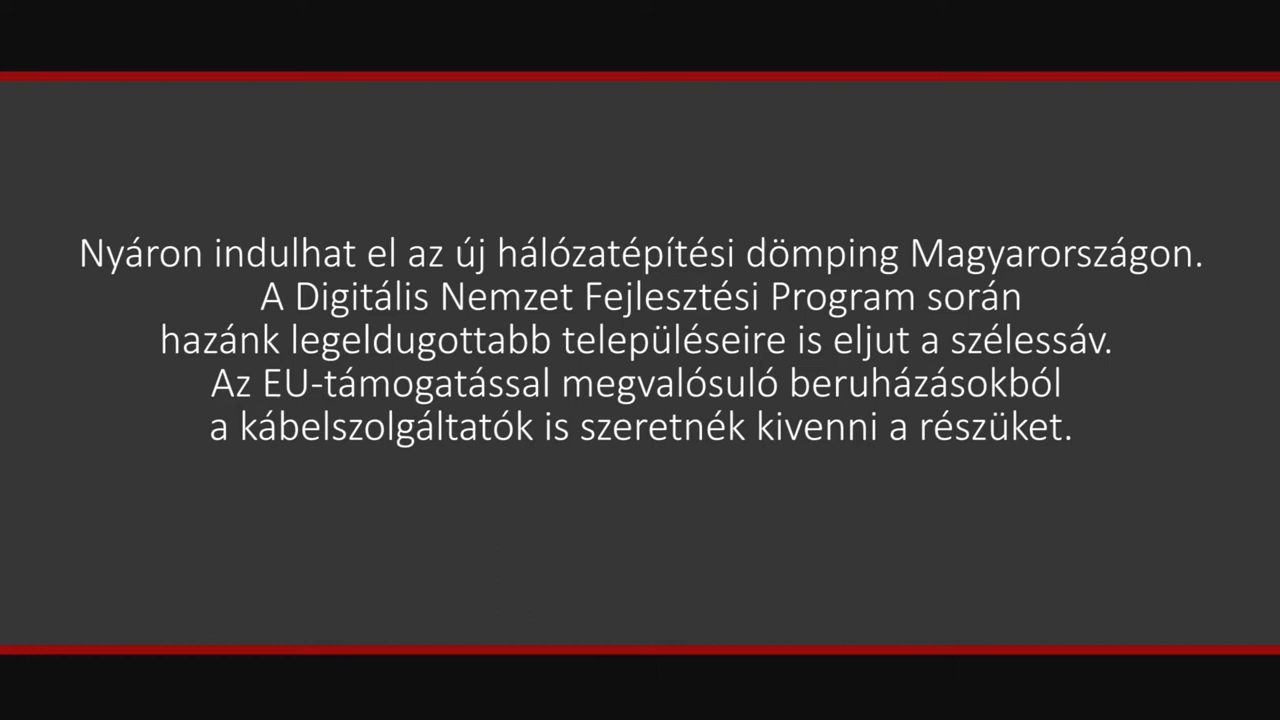 Nyáron indulhat el az új hálózatépítési dömping Magyarországon.
A Digitális Nemzet Fejlesztési Program során
hazánk legeldugottabb településeire is eljut a szélessáv.
Az EU-támogatással megvalósuló beruházásokból
a kábelszolgáltatók is szeretnék kivenni a részüket.